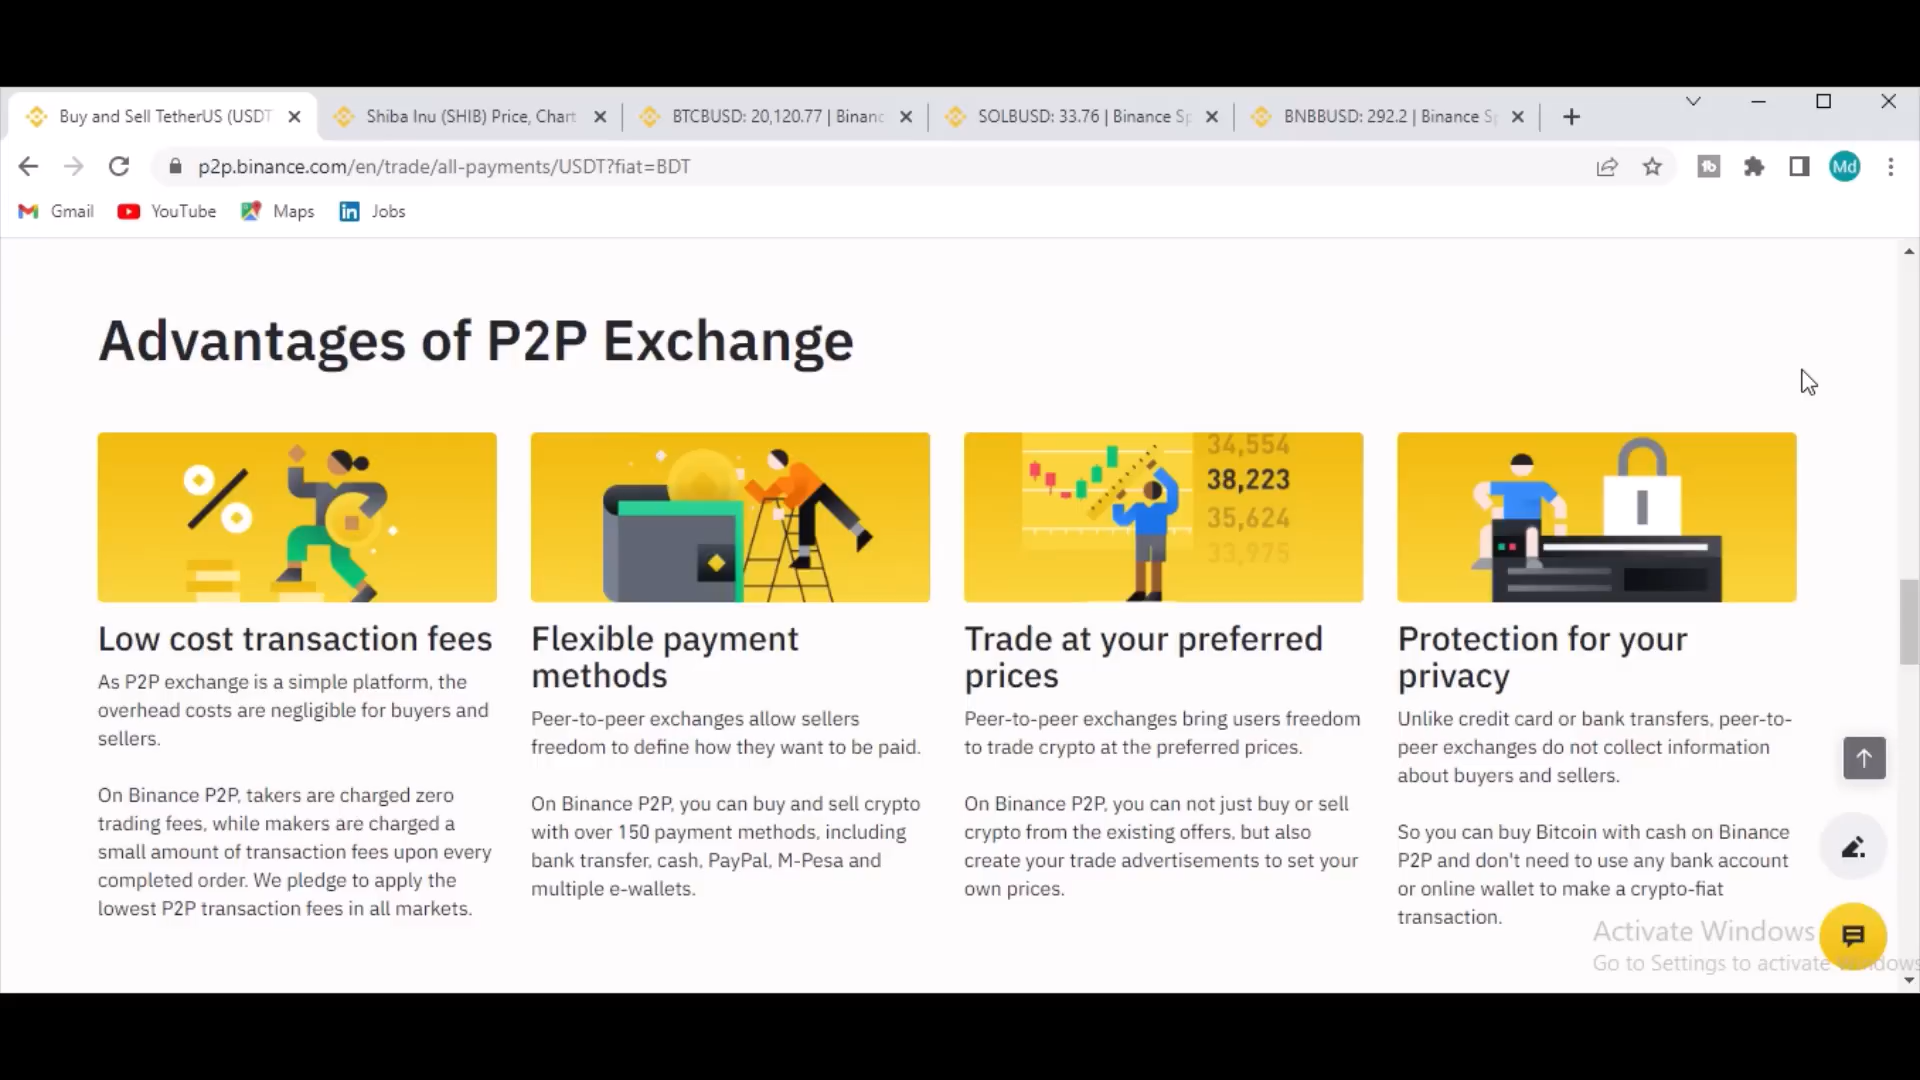 Buy and Sell TetherUS (USDT
Shiba Inu (SHIB) Price, Chart
BTCBUSD: 20,120.77 | Binanc
SOLBUSD: 33.76 | Binance Sp
BNBBUSD: 292.2 | Binance S
p2p.binance.com/en/trade/all-payments/USDT?fiat=BDT
Md
Gmail
YouTube
Maps
Jobs
Advantages of P2P Exchange
34,554
38,223
35,624
33,975
Low cost transaction fees
As P2P exchange is a simple platform, the
overhead costs are negligible for buyers and
sellers.
On Binance P2P, takers are charged zero
trading fees, while makers are charged a
small amount of transaction fees upon every
completed order. We pledge to apply the
lowest P2P transaction fees in all markets.
Flexible payment
methods
Peer-to-peer exchanges allow sellers
freedom to define how they want to be paid.
On Binance P2P, you can buy and sell crypto
with over 150 payment methods, including
bank transfer, cash, PayPal, M-Pesa and
multiple e-wallets.
Trade at your preferred
prices
Peer-to-peer exchanges bring users freedom
to trade crypto at the preferred prices.
On Binance P2P, you can not just buy or sell
crypto from the existing offers, but also
create your trade advertisements to set your
own prices.
Protection for your
privacy
Unlike credit card or bank transfers, peer-to-
peer exchanges do not collect information
about buyers and sellers.
So you can buy Bitcoin with cash on Binance
P2P and don't need to use any bank account
or online wallet to make a crypto-fiat
transaction.
Activate Windows
Go to Settings to activate Windows